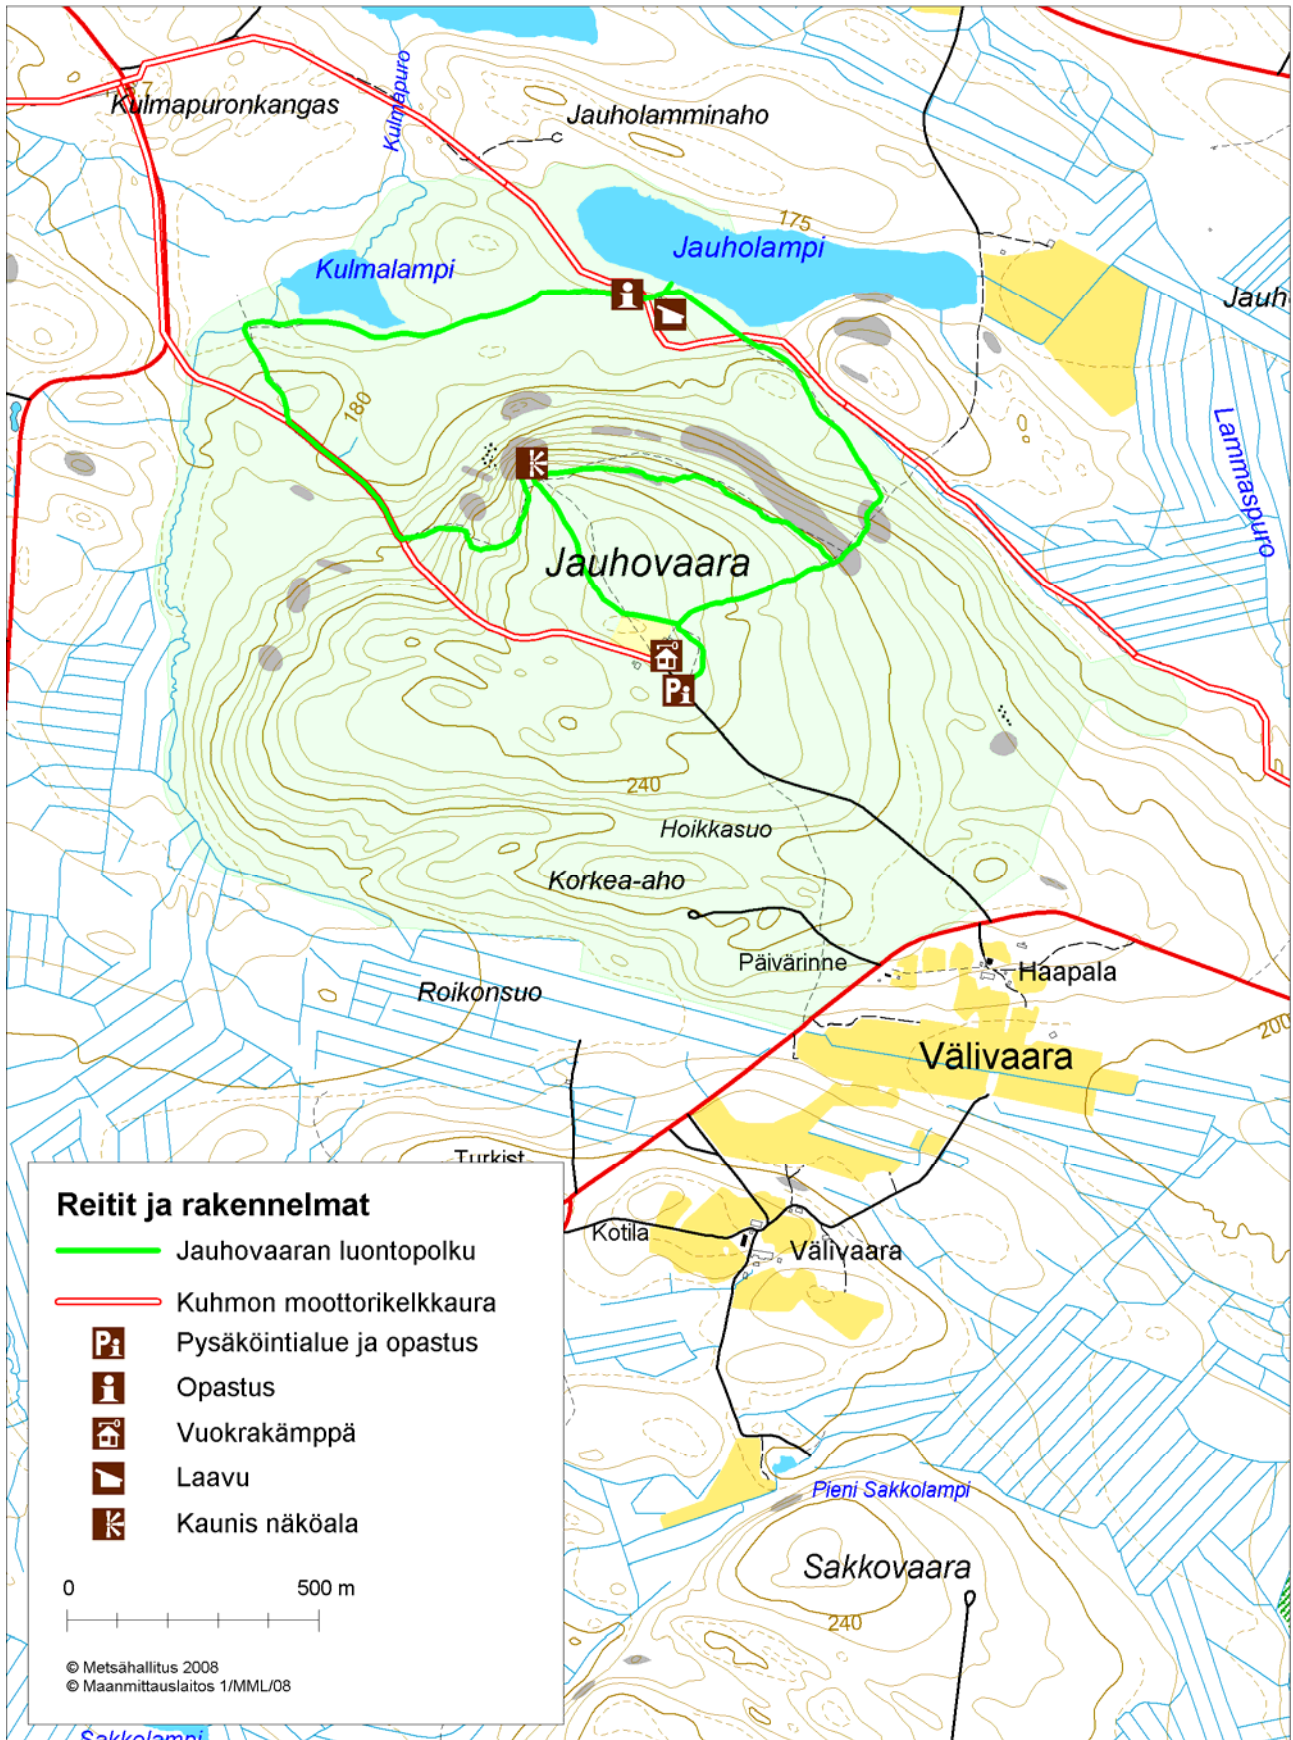 Kulmapuronkangas
Kulmapuro
Jauholamminaho
175
Jauholampi
Kulmalampi
Jauh
180
Lammaspuro
Jauhovaara
240
Hoikkasuo
Korkea-aho
Päivärinne
Haapala
Roikonsuo
200
Välivaara
Turkist
Kotila
Välivaara
Pieni Sakkolampi
Sakkovaara
240
Reitit ja rakennelmat
Jauhovaaran luontopolku
Kuhmon moottorikelkkaura
Pi Pysäköintialue ja opastus
i Opastus
Vuokrakämppä
Laavu
Kaunis näköala
0 500 m
© Metsähallitus 2008
© Maanmittauslaitos 1/MML/08
Sakkolampi